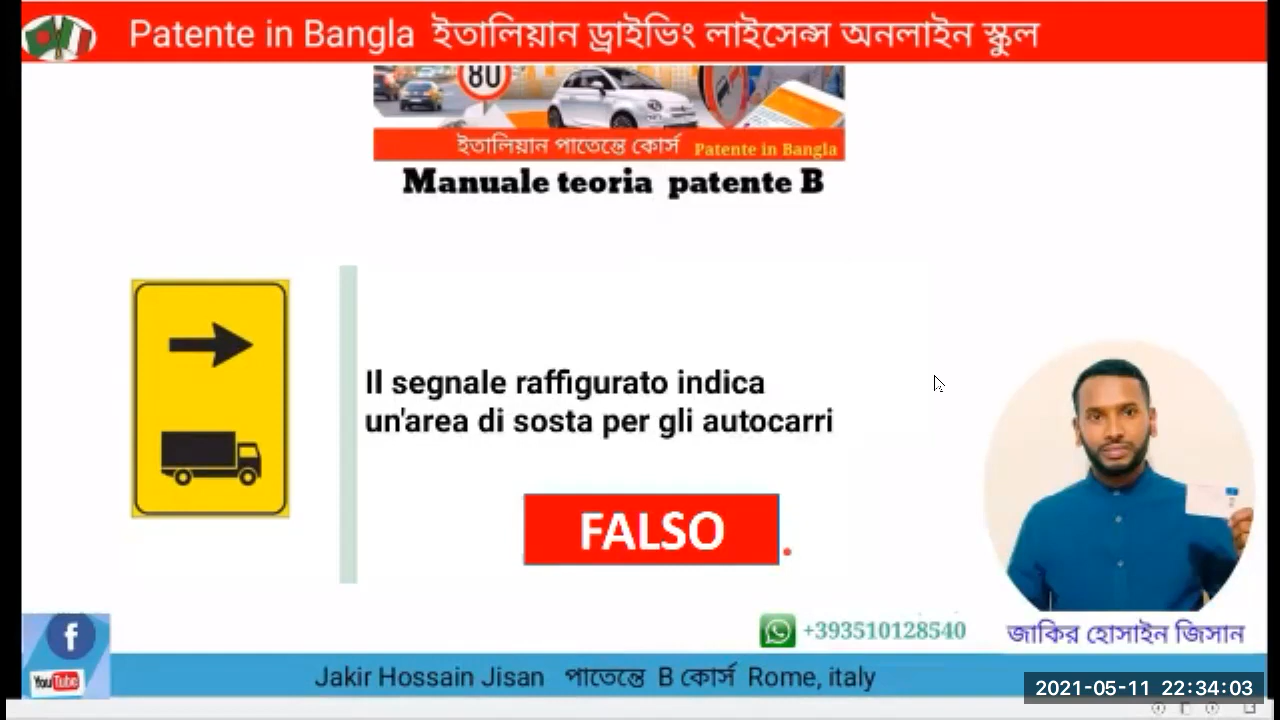 Patente in Bangla ইতালিয়ান ড্রাইভিং লাইসেন্স অনলাইন স্কুল
80
ইতালিয়ান পাতেন্তে কোর্স Patente in Bangla
Manuale teoria patente B
Il segnale raffigurato indica
un'area di sosta per gli autocarri
FALSO
+393510128540
জাকির হোসাইন জিসান
f
YouTube
Jakir Hossain Jisan পাতেন্তে B কোর্স Rome, italy
2021-05-11 22:34:03